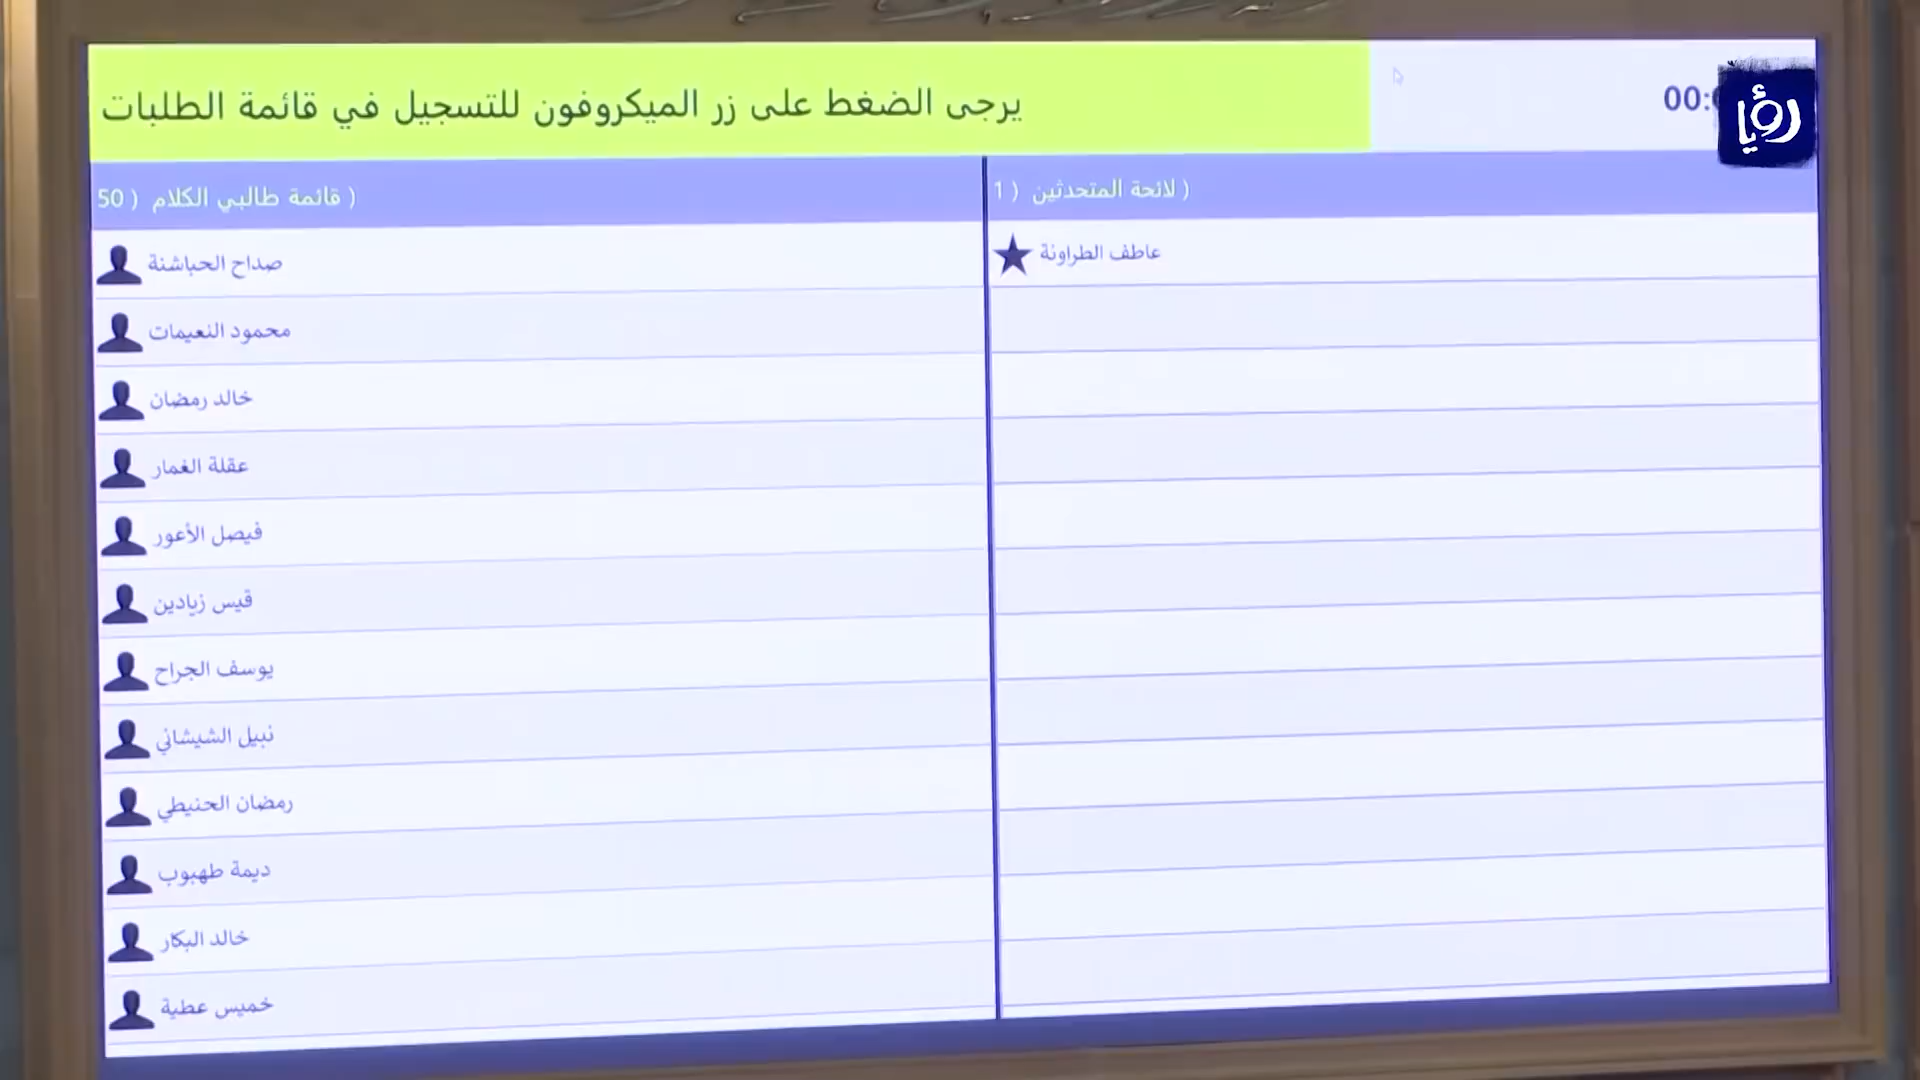 يرجى الضغط على زر الميكروفون للتسجيل في قائمة الطلبات
00:
رؤيا
قائمة طالبي الكلام ( 50 )
صداح الحباشنة
محمود النعيمات
خالد رمضان
عقلة الغمار
فيصل الأعور
قيس زيادين
يوسف الجراح
نبيل الشيشاني
رمضان الحنيطي
ديمة طهبوب
خالد البكار
خميس عطية
لائحة المتحدثين ( 1 )
عاطف الطراونة